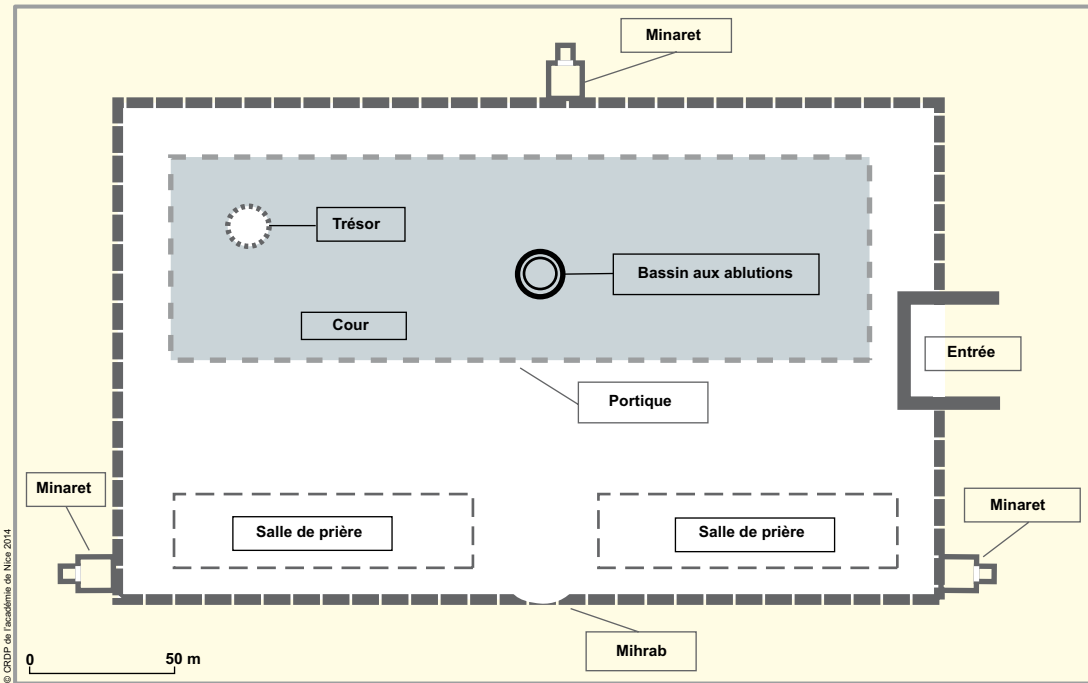 Minaret
Trésor
Bassin aux ablutions
Cour
Entrée
Portique
Minaret
Minaret
Salle de prière
Salle de prière
Mihrab
0 50 m
© CRDP de l'académie de Nice 2014